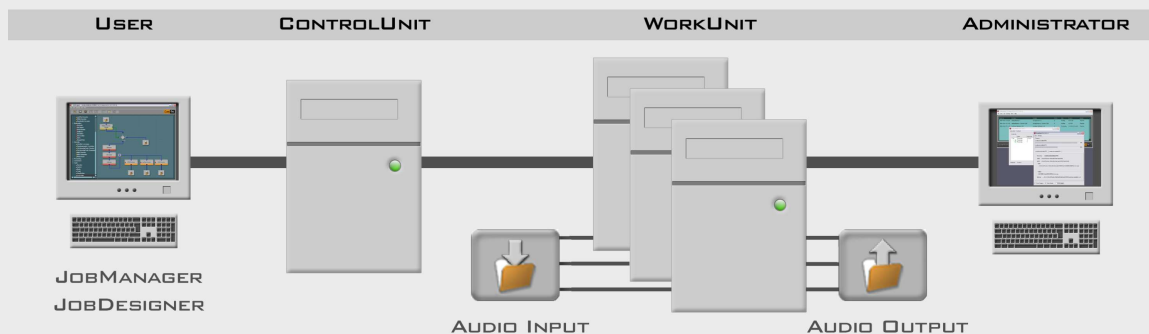 USER CONTROLUNIT WORKUNIT ADMINISTRATOR
JOBMANAGER
JOBDESIGNER
AUDIO INPUT AUDIO OUTPUT